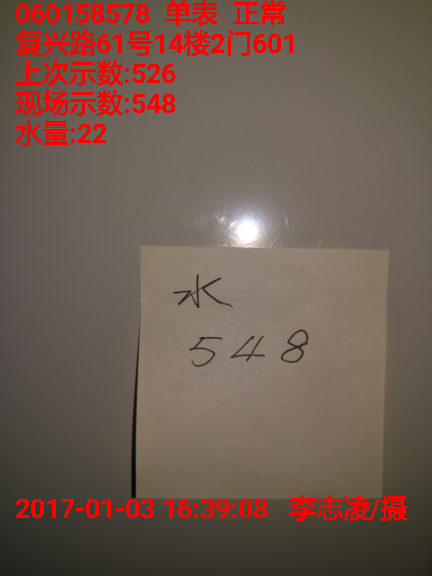 060158578 单表 正常
复兴路61号14楼2门601
上次示数:526
现场示数:548
水量:22
水
548
2017-01-03 16:39:08 李志凌/摄